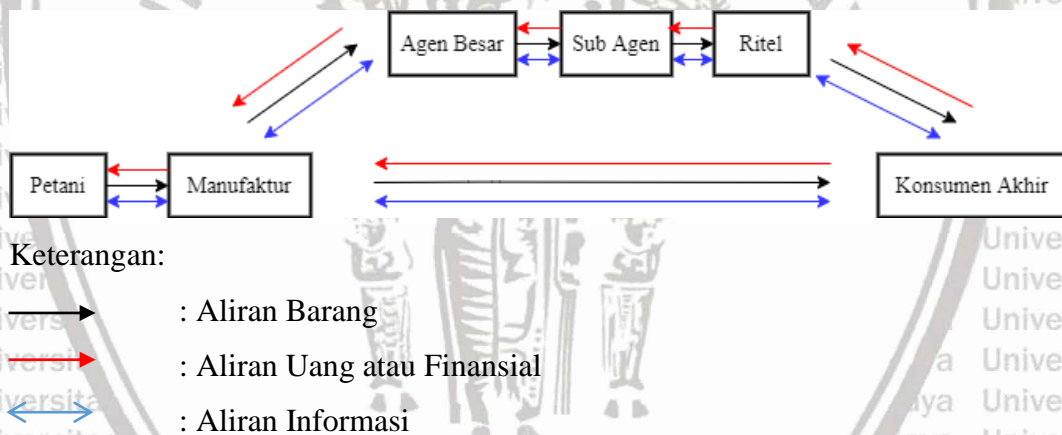 Agen Besar Sub Agen Ritel
Petani Manufaktur Konsumen Akhir
Keterangan:
: Aliran Barang
: Aliran Uang atau Finansial
: Aliran Informasi